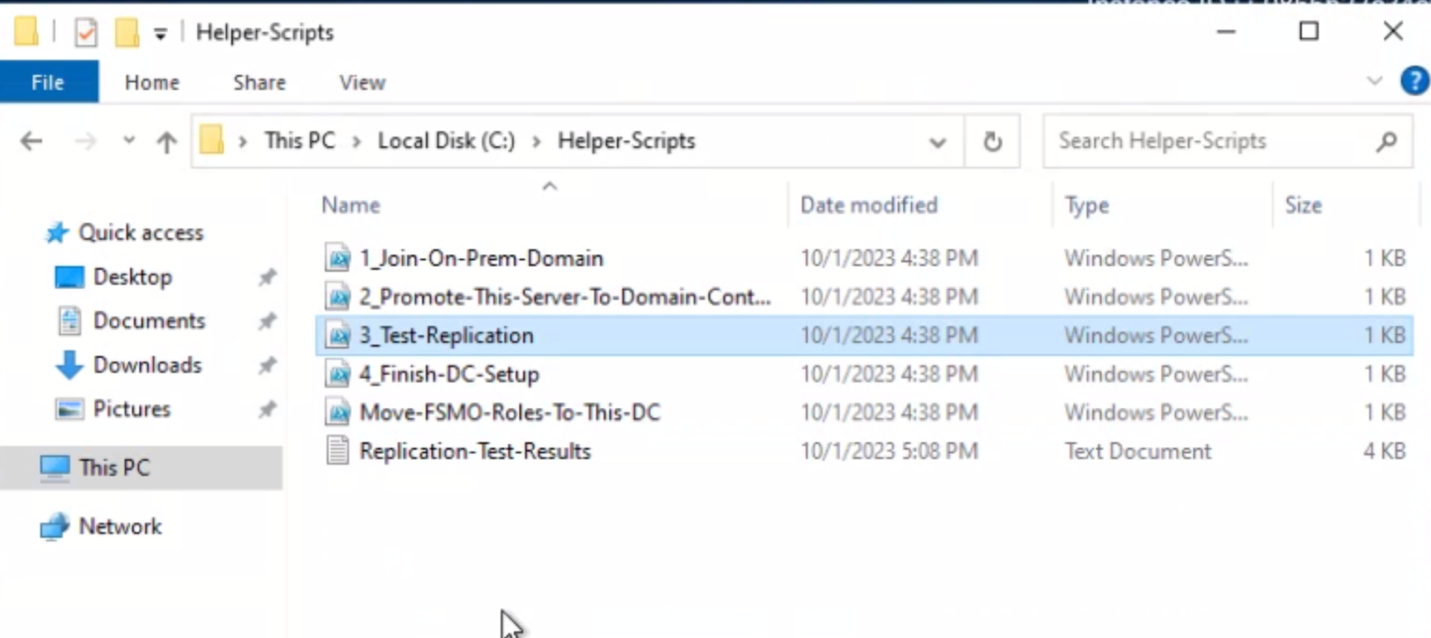 Helper-Scripts
File Home Share View
This PC Local Disk (C:) Helper-Scripts
Search Helper-Scripts
Quick access
Desktop
Documents
Downloads
Pictures
This PC
Network
Name Date modified Type Size
1_Join-On-Prem-Domain 10/1/2023 4:38 PM Windows PowerS... 1 KB
2_Promote-This-Server-To-Domain-Cont... 10/1/2023 4:38 PM Windows PowerS... 1 KB
3_Test-Replication 10/1/2023 4:38 PM Windows PowerS... 1 KB
4_Finish-DC-Setup 10/1/2023 4:38 PM Windows PowerS... 1 KB
Move-FSMO-Roles-To-This-DC 10/1/2023 4:38 PM Windows PowerS... 1 KB
Replication-Test-Results 10/1/2023 5:08 PM Text Document 4 KB